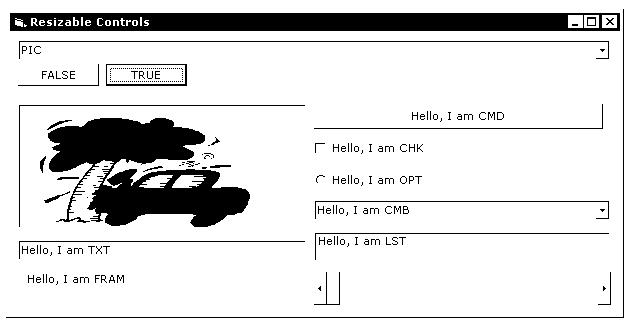 Resizable Controls
PIC
FALSE TRUE
Hello, I am CMD
Hello, I am CHK
Hello, I am OPT
Hello, I am CMB
Hello, I am TXT
Hello, I am LST
Hello, I am FRAM